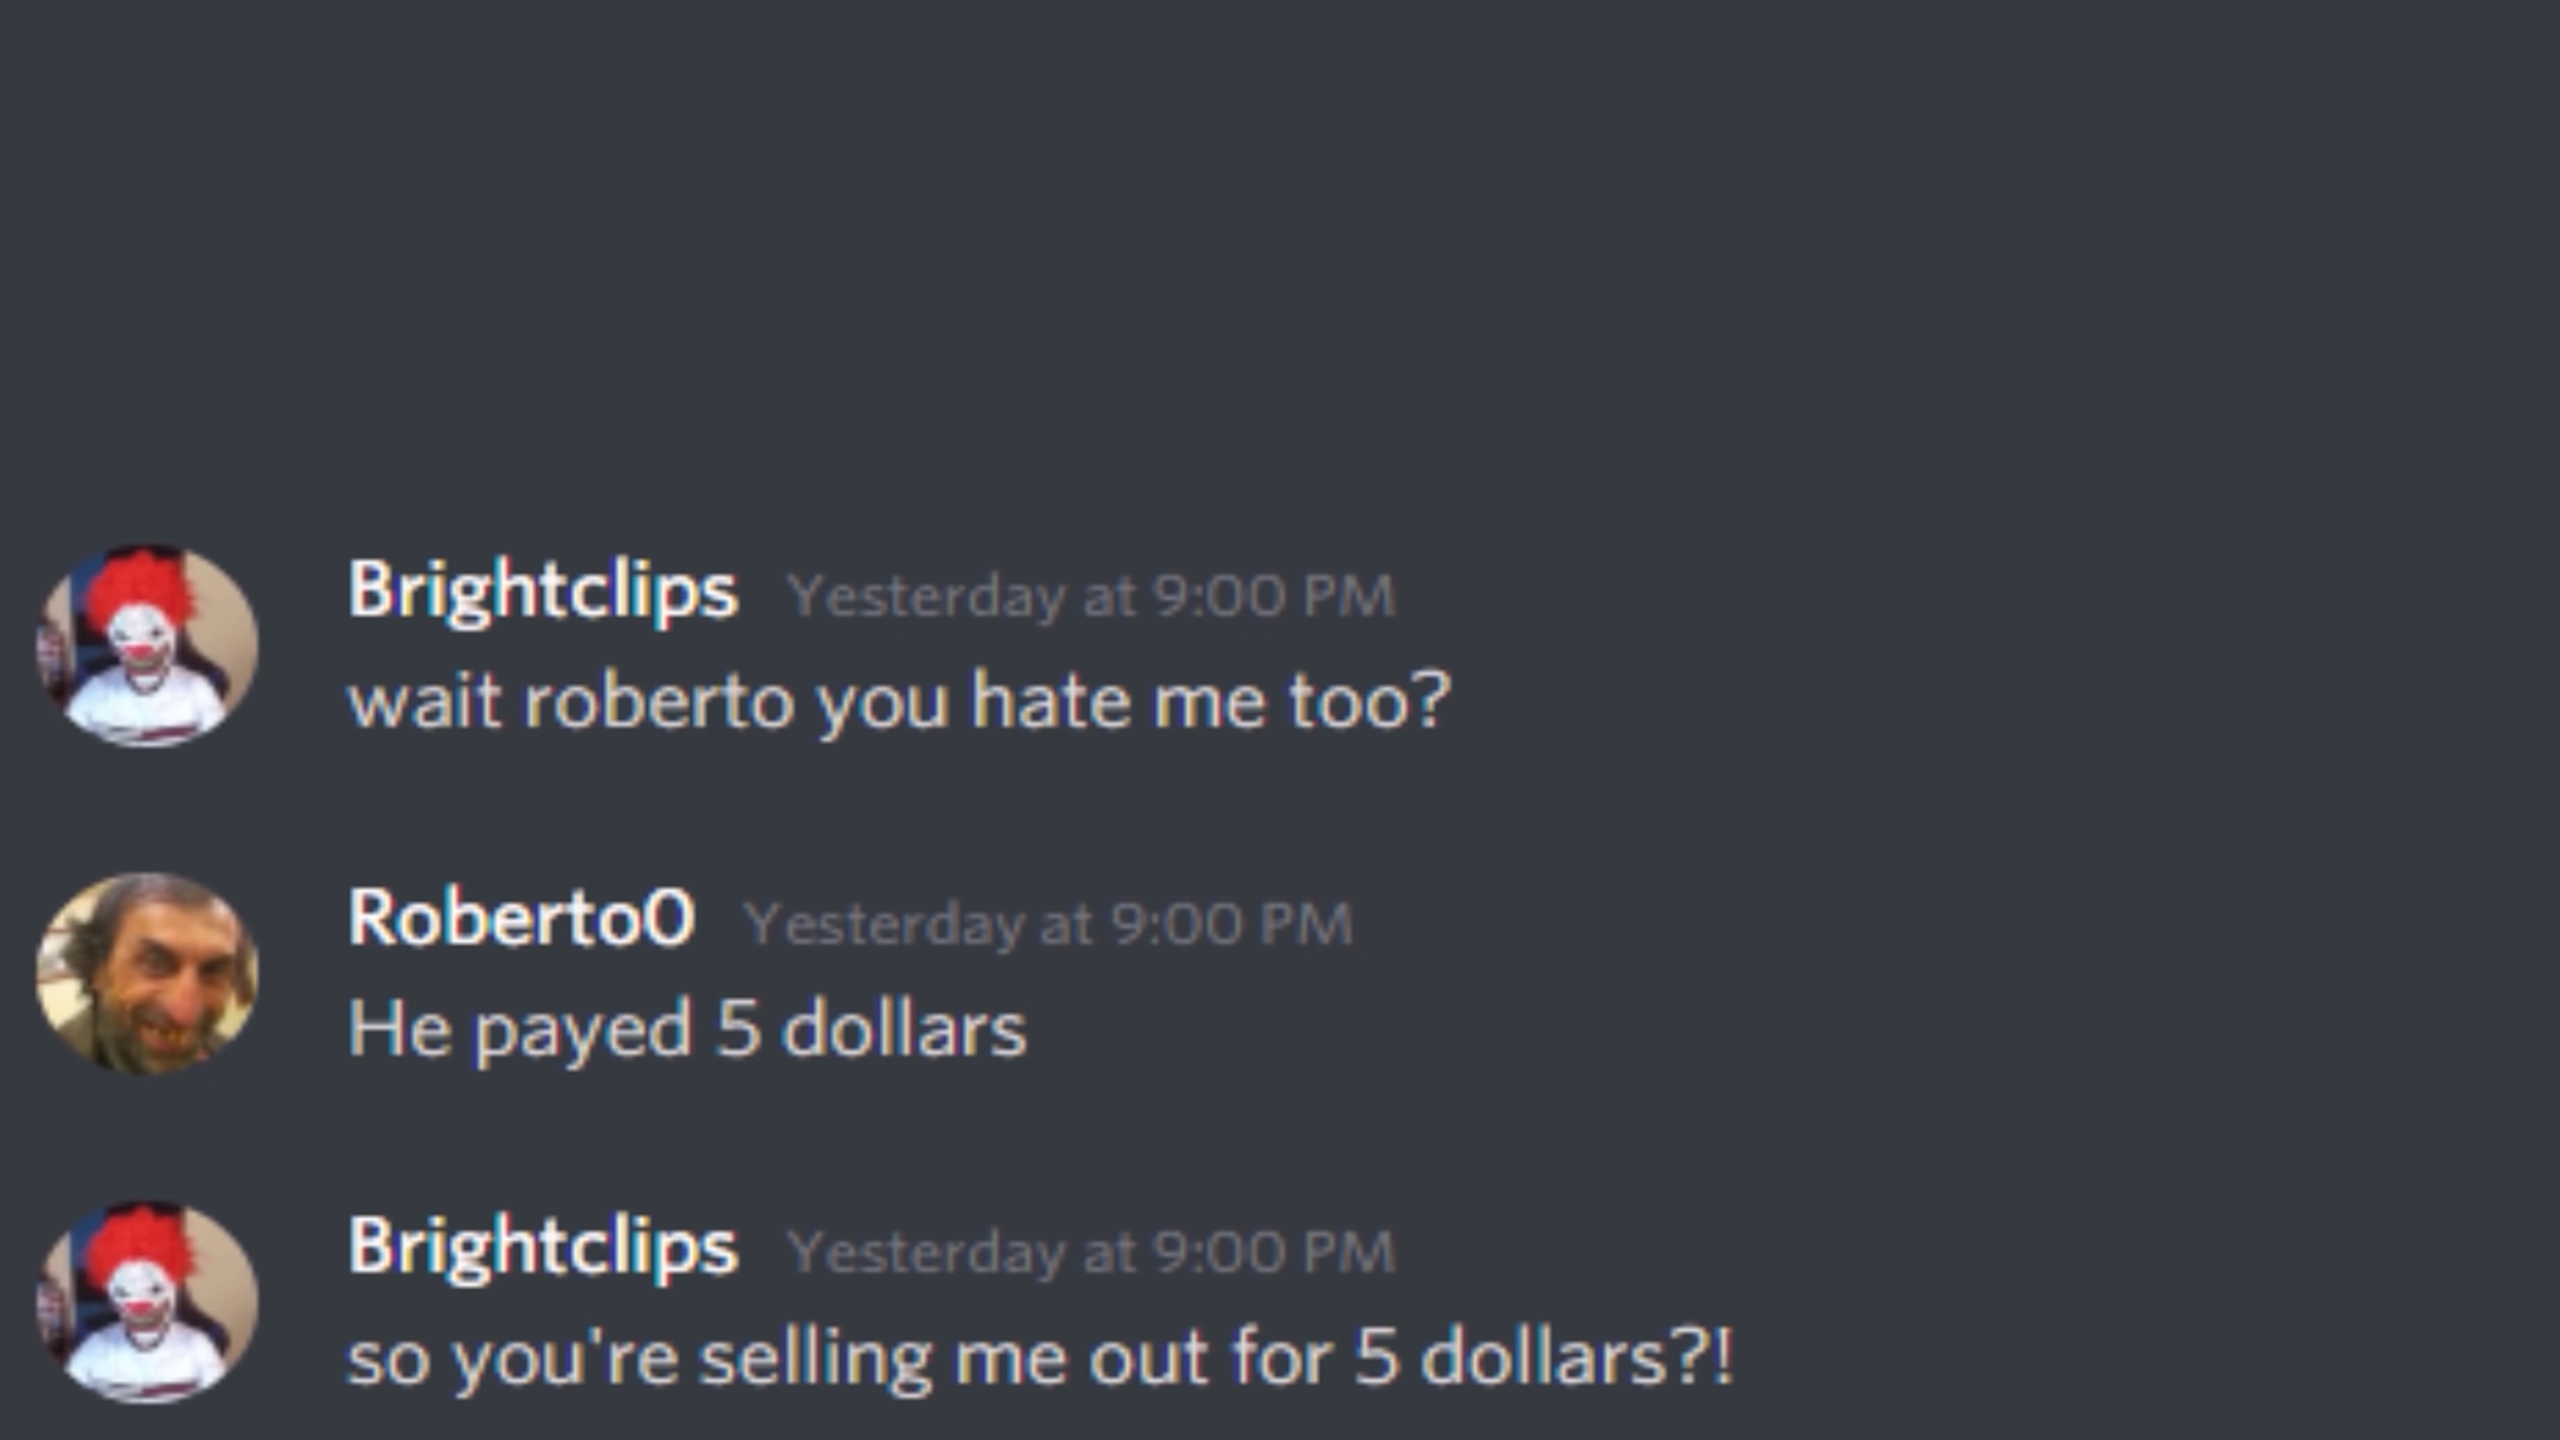 Brightclips Yesterday at 9:00 PM
wait roberto you hate me too?
Roberto0 Yesterday at 9:00 PM
He payed 5 dollars
Brightclips Yesterday at 9:00 PM
so you're selling me out for 5 dollars?!